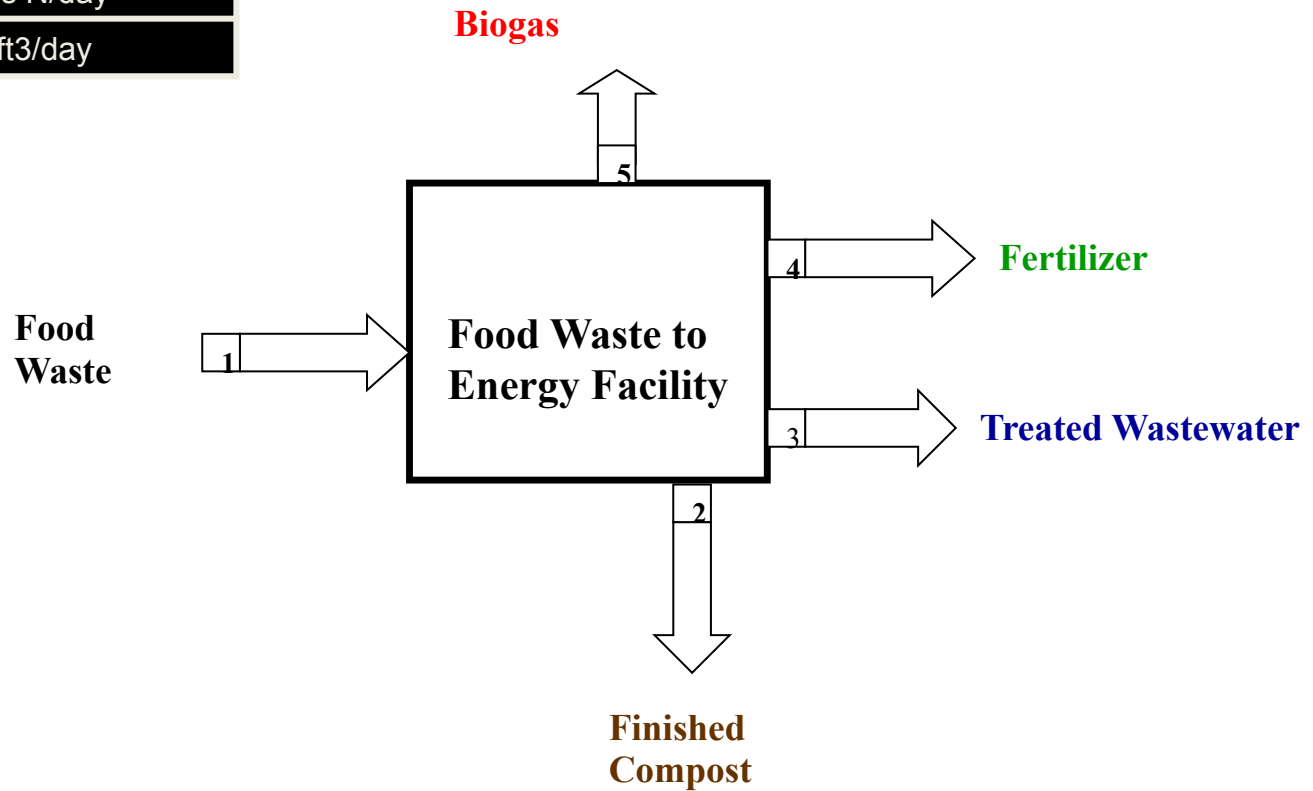 N/day
ft3/day
Biogas
5
4
Fertilizer
Food
Waste
1
Food Waste to
Energy Facility
3
Treated Wastewater
2
Finished
Compost